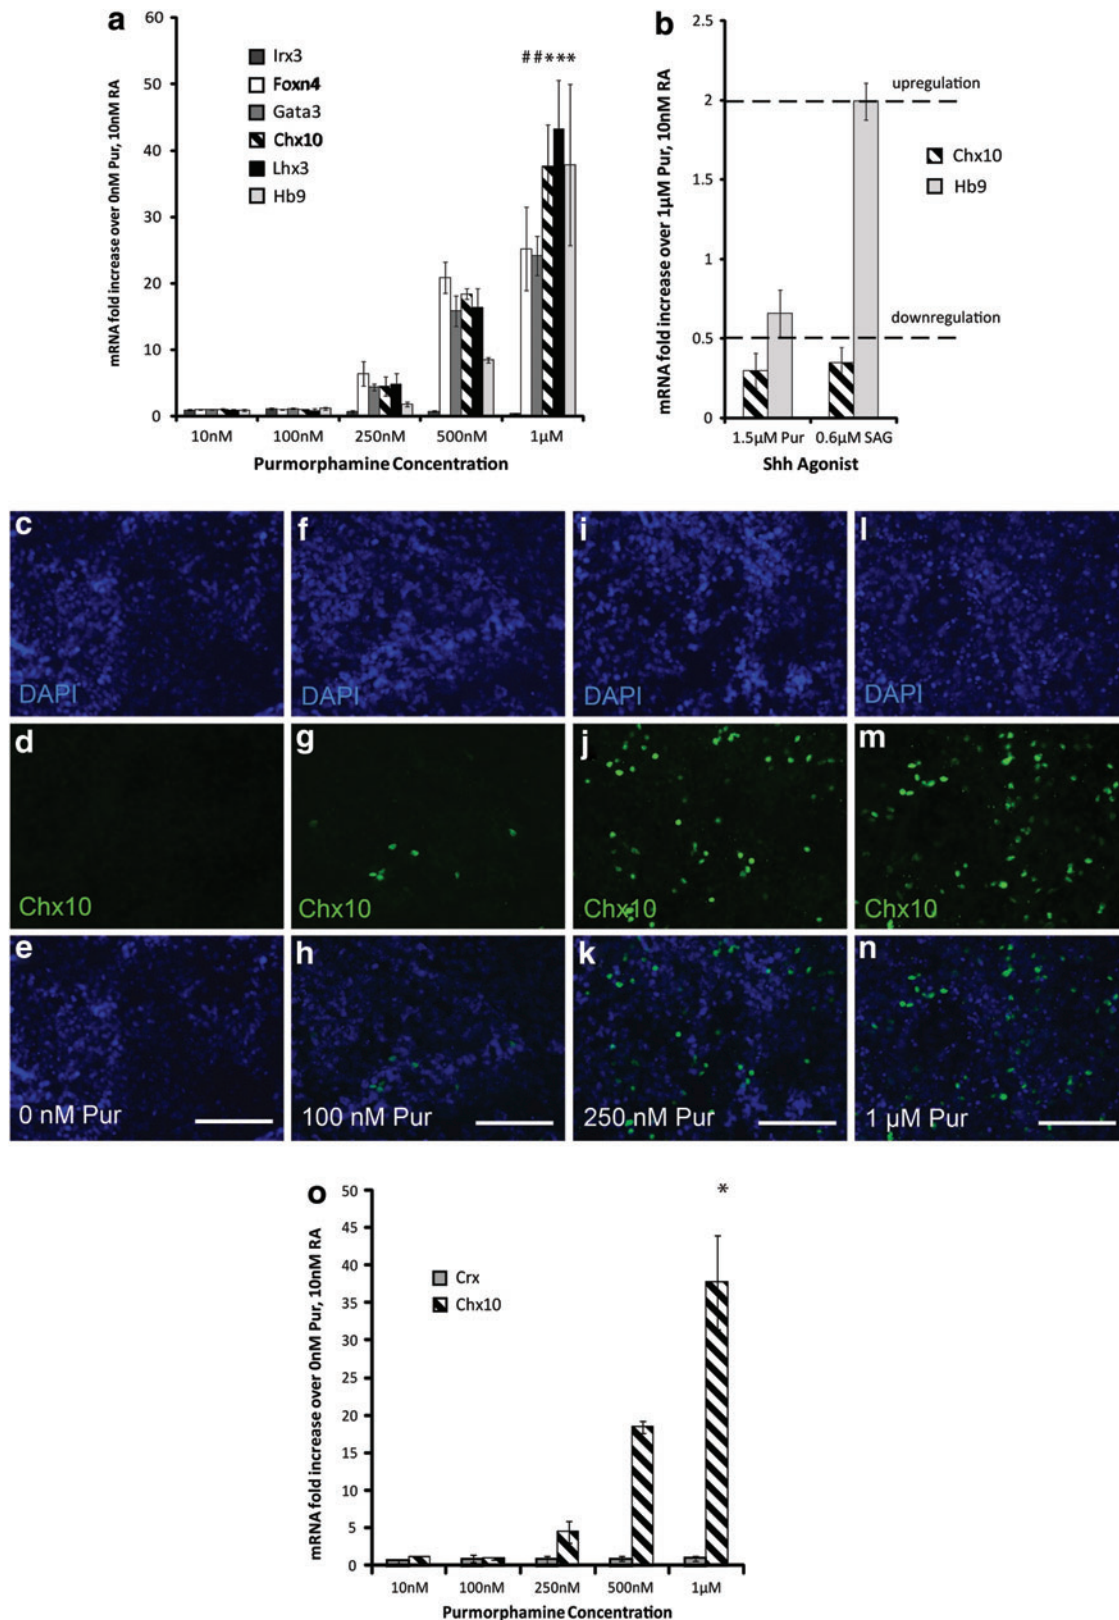 a
mRNA fold increase over 0nM Pur, 10nM RA
60
50
40
30
20
10
0
Irx3
Foxn4
Gata3
Chx10
Lhx3
Hb9
##***
10nM 100nM 250nM 500nM 1µM
Purmorphamine Concentration
b
mRNA fold increase over 1µM Pur, 10nM RA
2.5
2
1.5
1
0.5
0
upregulation
Chx10
Hb9
downregulation
1.5µM Pur 0.6µM SAG
Shh Agonist
c
DAPI
f
DAPI
i
DAPI
l
DAPI
d
Chx10
g
Chx10
j
Chx10
m
Chx10
e
0 nM Pur
h
100 nM Pur
k
250 nM Pur
n
1 µM Pur
o
mRNA fold increase over 0nM Pur, 10nM RA
50
45
40
35
30
25
20
15
10
5
0
Crx
Chx10
*
10nM 100nM 250nM 500nM 1µM
Purmorphamine Concentration